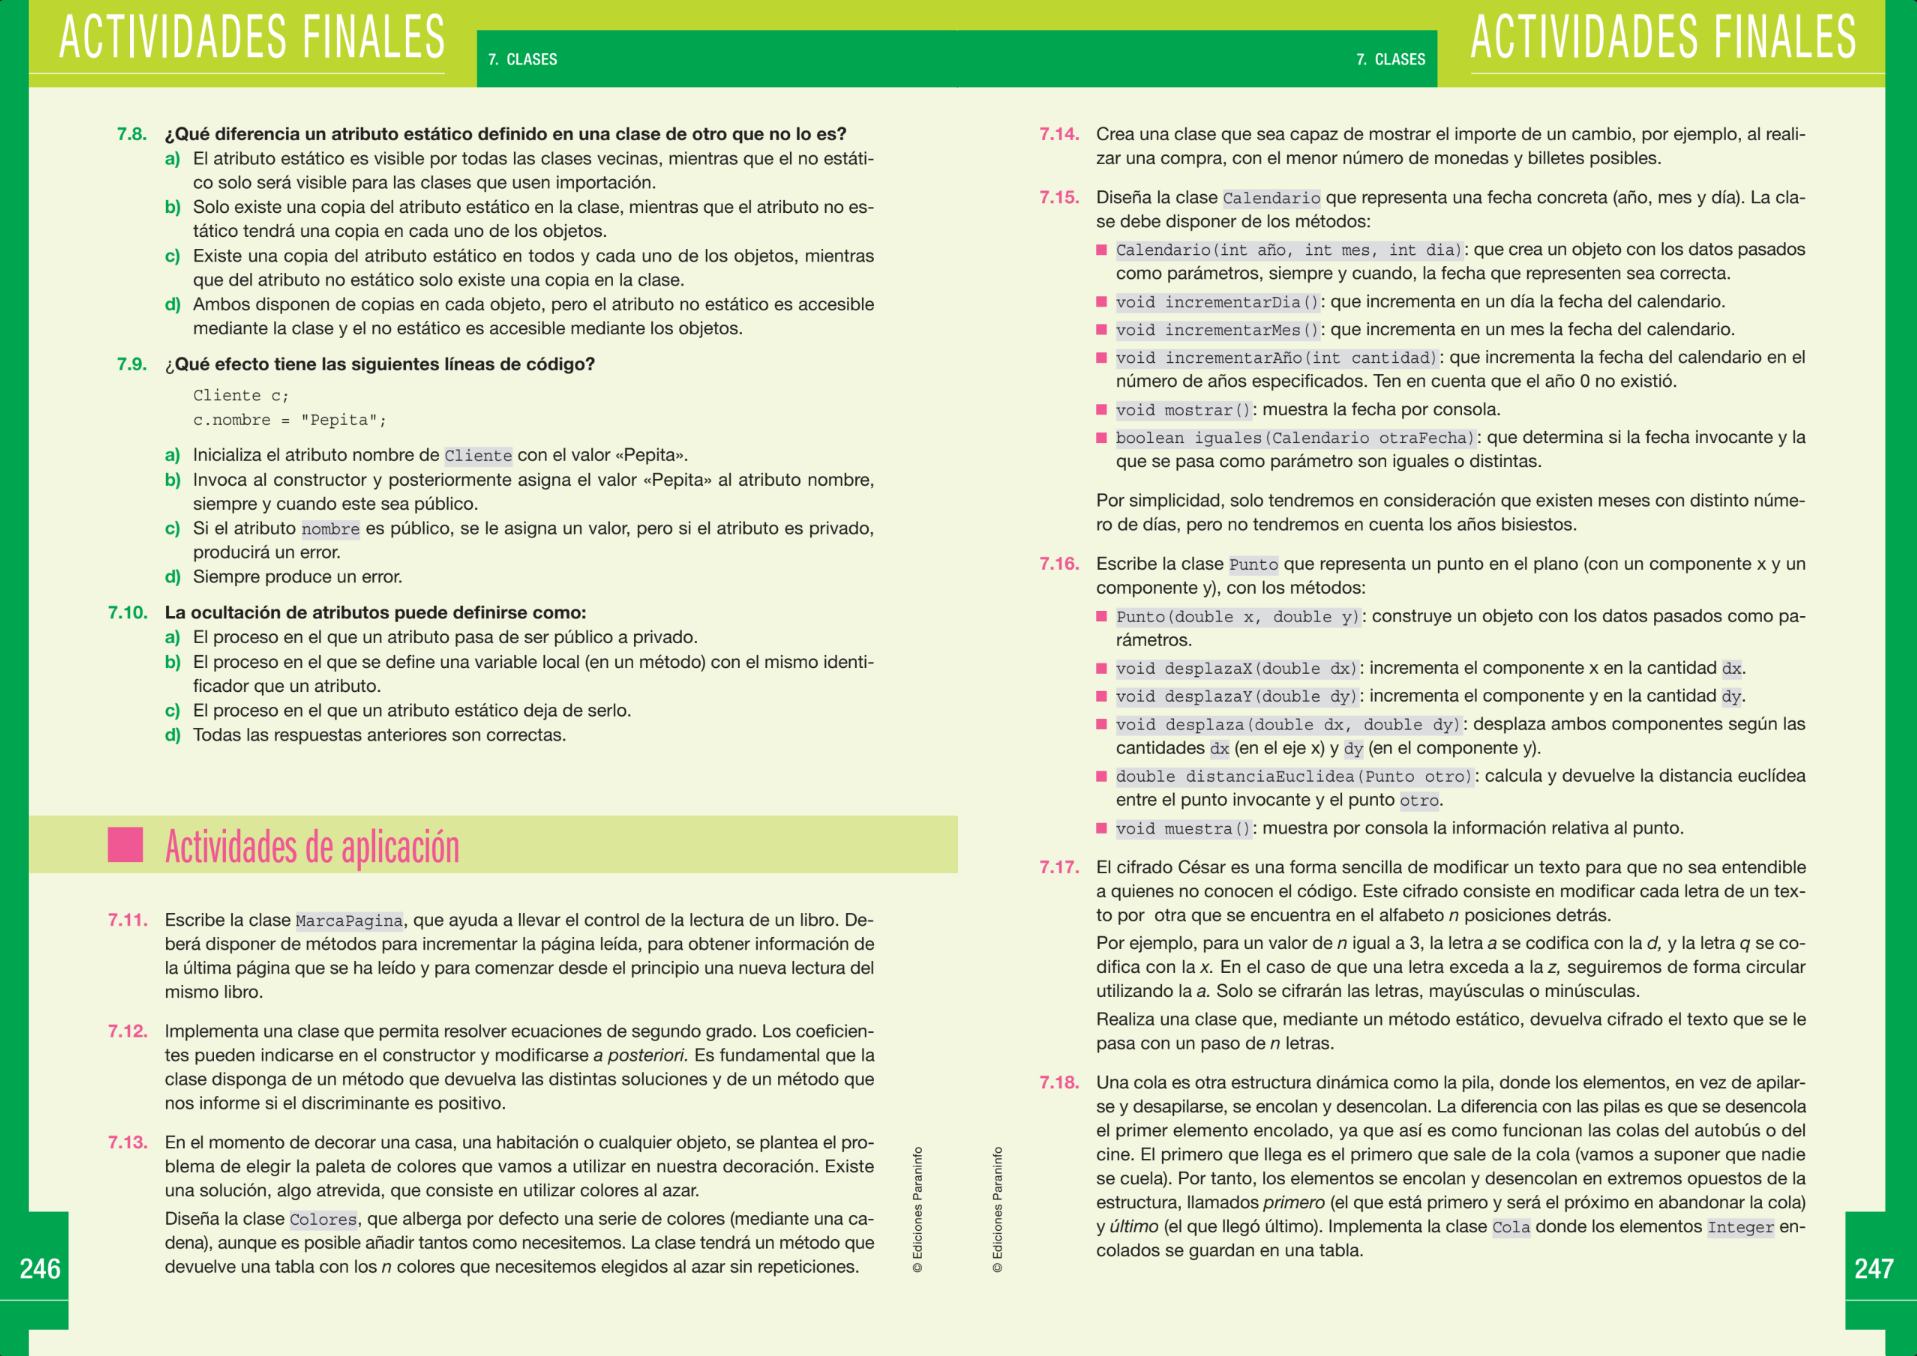 ACTIVIDADES FINALES
7. CLASES
7.8. ¿Qué diferencia un atributo estático definido en una clase de otro que no lo es?
a) El atributo estático es visible por todas las clases vecinas, mientras que el no estáti-
co solo será visible para las clases que usen importación.
b) Solo existe una copia del atributo estático en la clase, mientras que el atributo no es-
tático tendrá una copia en cada uno de los objetos.
c) Existe una copia del atributo estático en todos y cada uno de los objetos, mientras
que del atributo no estático solo existe una copia en la clase.
d) Ambos disponen de copias en cada objeto, pero el atributo no estático es accesible
mediante la clase y el no estático es accesible mediante los objetos.
7.9. ¿Qué efecto tiene las siguientes líneas de código?
Cliente c;
c.nombre = "Pepita";
a) Inicializa el atributo nombre de Cliente con el valor «Pepita».
b) Invoca al constructor y posteriormente asigna el valor «Pepita» al atributo nombre,
siempre y cuando este sea público.
c) Si el atributo nombre es público, se le asigna un valor, pero si el atributo es privado,
producirá un error.
d) Siempre produce un error.
7.10. La ocultación de atributos puede definirse como:
a) El proceso en el que un atributo pasa de ser público a privado.
b) El proceso en el que se define una variable local (en un método) con el mismo identi-
ficador que un atributo.
c) El proceso en el que un atributo estático deja de serlo.
d) Todas las respuestas anteriores son correctas.
Actividades de aplicación
7.11. Escribe la clase MarcaPagina, que ayuda a llevar el control de la lectura de un libro. De-
berá disponer de métodos para incrementar la página leída, para obtener información de
la última página que se ha leído y para comenzar desde el principio una nueva lectura del
mismo libro.
7.12. Implementa una clase que permita resolver ecuaciones de segundo grado. Los coeficien-
tes pueden indicarse en el constructor y modificarse a posteriori. Es fundamental que la
clase disponga de un método que devuelva las distintas soluciones y de un método que
nos informe si el discriminante es positivo.
7.13. En el momento de decorar una casa, una habitación o cualquier objeto, se plantea el pro-
blema de elegir la paleta de colores que vamos a utilizar en nuestra decoración. Existe
una solución, algo atrevida, que consiste en utilizar colores al azar.
Diseña la clase Colores, que alberga por defecto una serie de colores (mediante una ca-
dena), aunque es posible añadir tantos como necesitemos. La clase tendrá un método que
devuelve una tabla con los n colores que necesitemos elegidos al azar sin repeticiones.
© Ediciones Paraninfo
246
7. CLASES
ACTIVIDADES FINALES
7.14. Crea una clase que sea capaz de mostrar el importe de un cambio, por ejemplo, al reali-
zar una compra, con el menor número de monedas y billetes posibles.
7.15. Diseña la clase Calendario que representa una fecha concreta (año, mes y día). La cla-
se debe disponer de los métodos:
■ Calendario(int año, int mes, int dia): que crea un objeto con los datos pasados
como parámetros, siempre y cuando, la fecha que representen sea correcta.
■ void incrementarDia(): que incrementa en un día la fecha del calendario.
■ void incrementarMes(): que incrementa en un mes la fecha del calendario.
■ void incrementarAño(int cantidad): que incrementa la fecha del calendario en el
número de años especificados. Ten en cuenta que el año 0 no existió.
■ void mostrar(): muestra la fecha por consola.
■ boolean iguales(Calendario otraFecha): que determina si la fecha invocante y la
que se pasa como parámetro son iguales o distintas.
Por simplicidad, solo tendremos en consideración que existen meses con distinto núme-
ro de días, pero no tendremos en cuenta los años bisiestos.
7.16. Escribe la clase Punto que representa un punto en el plano (con un componente x y un
componente y), con los métodos:
■ Punto(double x, double y): construye un objeto con los datos pasados como pa-
rámetros.
■ void desplazaX(double dx): incrementa el componente x en la cantidad dx.
■ void desplazaY(double dy): incrementa el componente y en la cantidad dy.
■ void desplaza(double dx, double dy): desplaza ambos componentes según las
cantidades dx (en el eje x) y dy (en el componente y).
■ double distanciaEuclidea(Punto otro): calcula y devuelve la distancia euclídea
entre el punto invocante y el punto otro.
■ void muestra(): muestra por consola la información relativa al punto.
7.17. El cifrado César es una forma sencilla de modificar un texto para que no sea entendible
a quienes no conocen el código. Este cifrado consiste en modificar cada letra de un tex-
to por otra que se encuentra en el alfabeto n posiciones detrás.
Por ejemplo, para un valor de n igual a 3, la letra a se codifica con la d, y la letra q se co-
difica con la x. En el caso de que una letra exceda a la z, seguiremos de forma circular
utilizando la a. Solo se cifrarán las letras, mayúsculas o minúsculas.
Realiza una clase que, mediante un método estático, devuelva cifrado el texto que se le
pasa con un paso de n letras.
7.18. Una cola es otra estructura dinámica como la pila, donde los elementos, en vez de apilar-
se y desapilarse, se encolan y desencolan. La diferencia con las pilas es que se desencola
el primer elemento encolado, ya que así es como funcionan las colas del autobús o del
cine. El primero que llega es el primero que sale de la cola (vamos a suponer que nadie
se cuela). Por tanto, los elementos se encolan y desencolan en extremos opuestos de la
estructura, llamados primero (el que está primero y será el próximo en abandonar la cola)
y último (el que llegó último). Implementa la clase Cola donde los elementos Integer en-
colados se guardan en una tabla.
© Ediciones Paraninfo
247